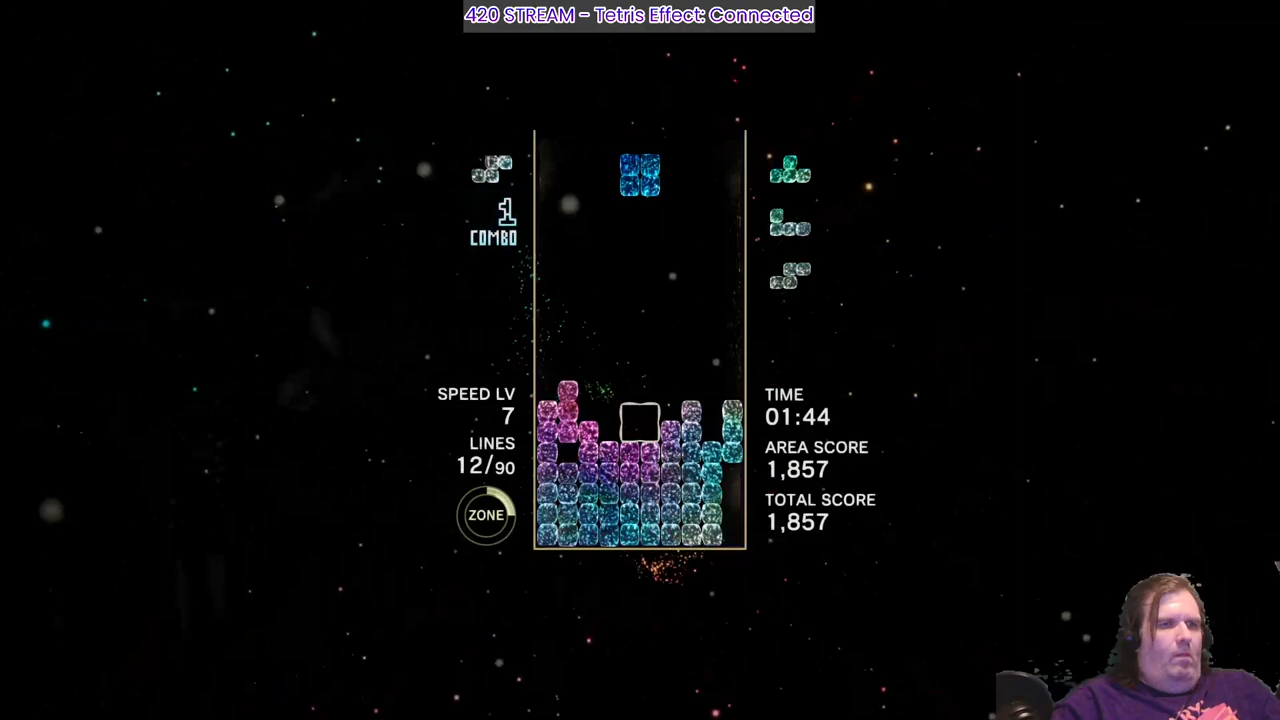 420 STREAM - Tetris Effect: Connected
1
COMBO
SPEED LV
7
LINES
12/90
ZONE
TIME
01:44
AREA SCORE
1,857
TOTAL SCORE
1,857